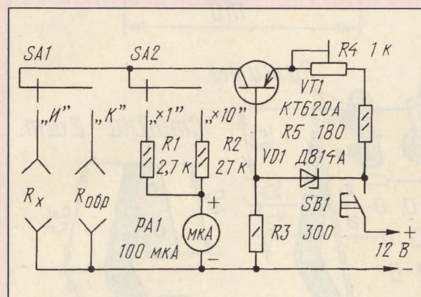 SA1
SA2
R4 1 к
VT1
КТ620А
R5 180
VD1 Д814А
„И"
„К"
„×1"
„×10"
R1
2,7 к
R2
27 к
SB1
Rх
Rобр
PA1
100 мкА
мкА
+
−
R3 300
+
12 В
−